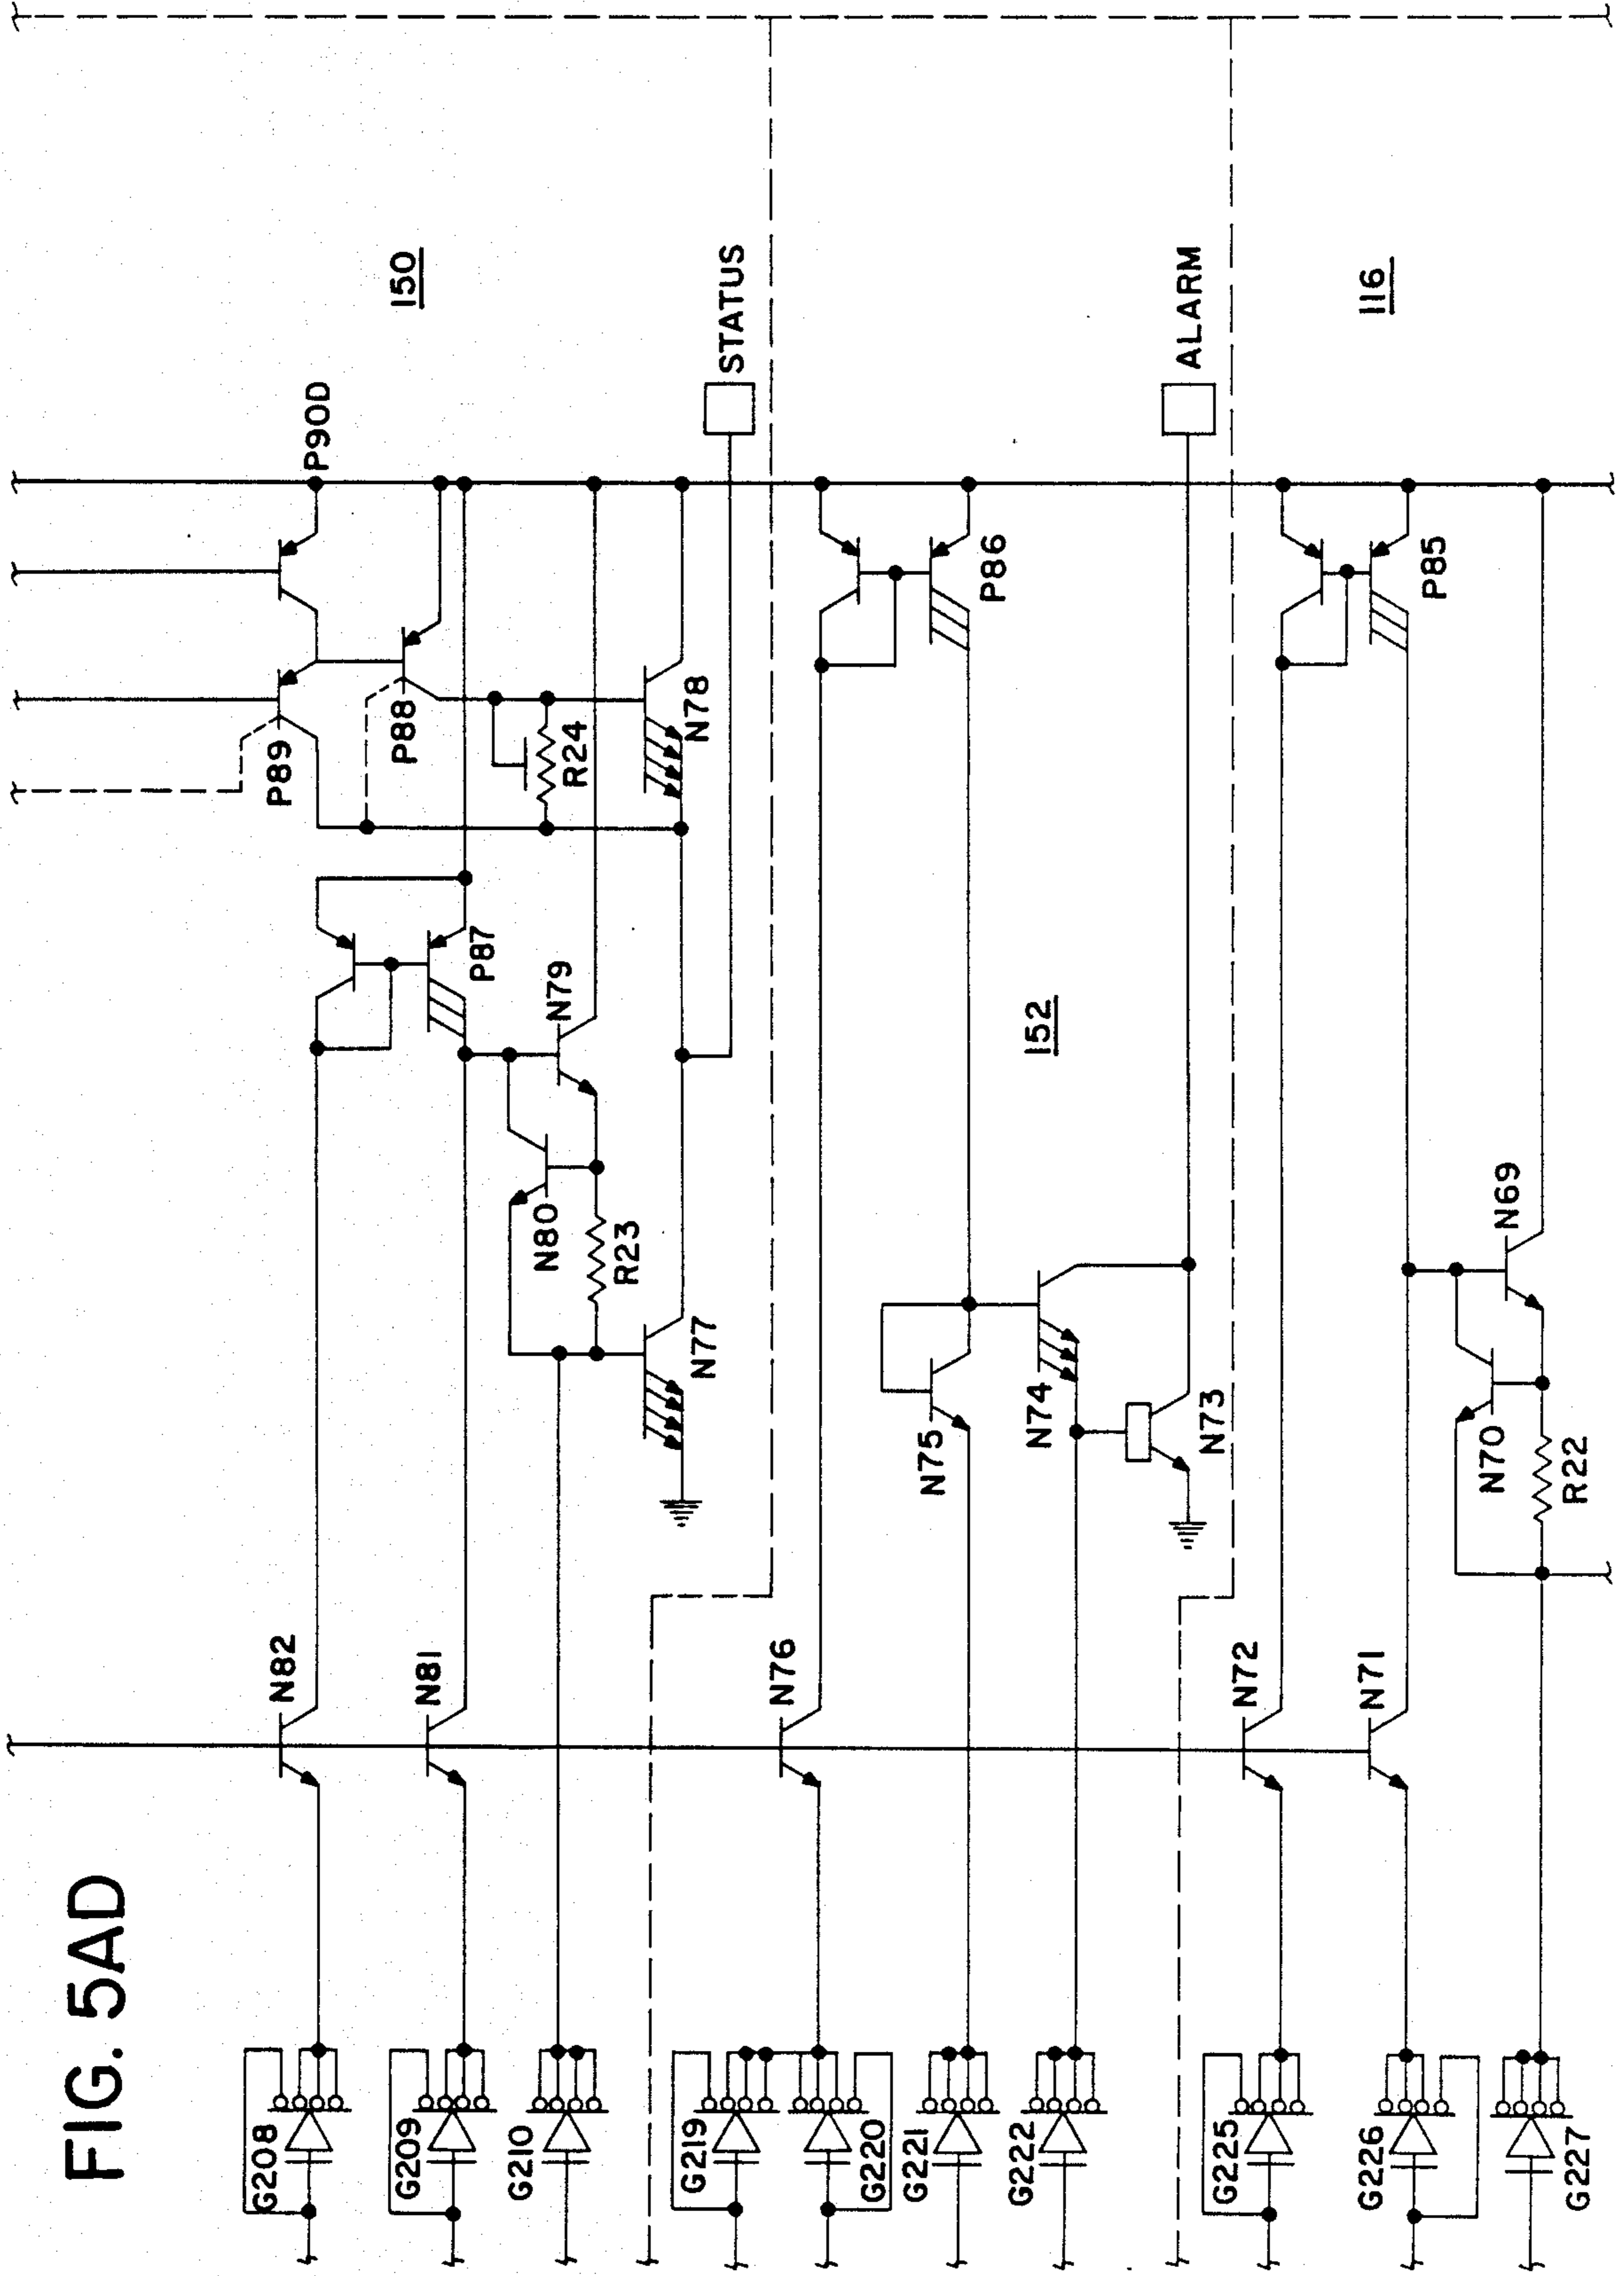 FIG. 5AD
150
P90D
STATUS
P89
P88
R24
N78
P87
N79
N80
R23
N77
N82
N81
G208
G209
G210
152
ALARM
P86
N75
N74
N73
N76
G219
G220
G221
G222
116
P85
N69
N70
R22
N72
N71
G225
G226
G227